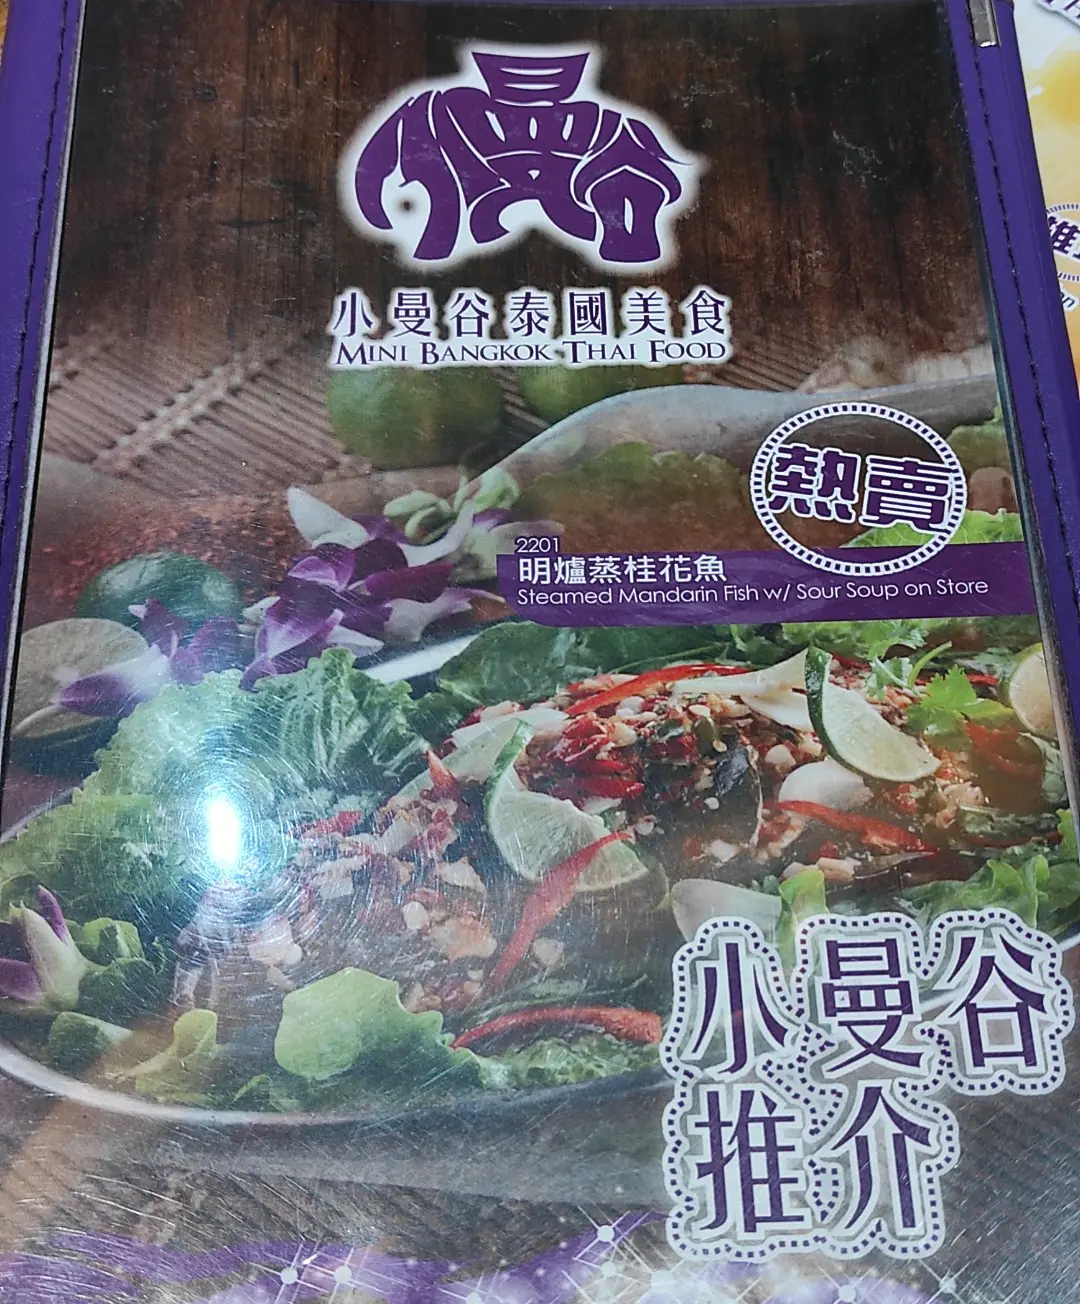 小曼谷
小曼谷泰國美食
MINI BANGKOK THAI FOOD
熱賣
2201
明爐蒸桂花魚
Steamed Mandarin Fish w/ Sour Soup on Store
小曼谷
推介
推